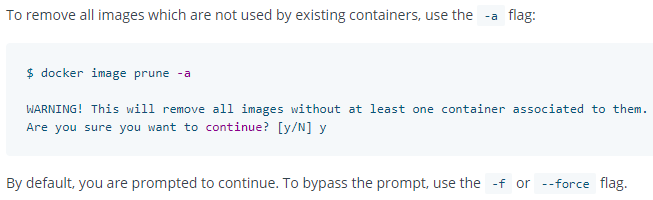 To remove all images which are not used by existing containers, use the -a flag:
$ docker image prune -a
WARNING! This will remove all images without at least one container associated to them.
Are you sure you want to continue? [y/N] y
By default, you are prompted to continue. To bypass the prompt, use the -f or --force flag.